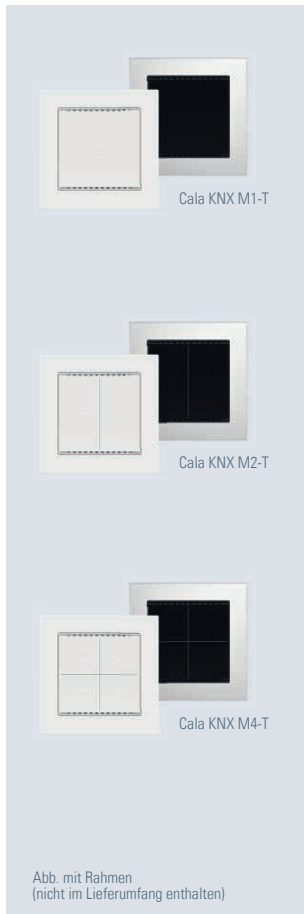 Cala KNX M1-T
Cala KNX M2-T
Cala KNX M4-T
Abb. mit Rahmen
(nicht im Lieferumfang enthalten)